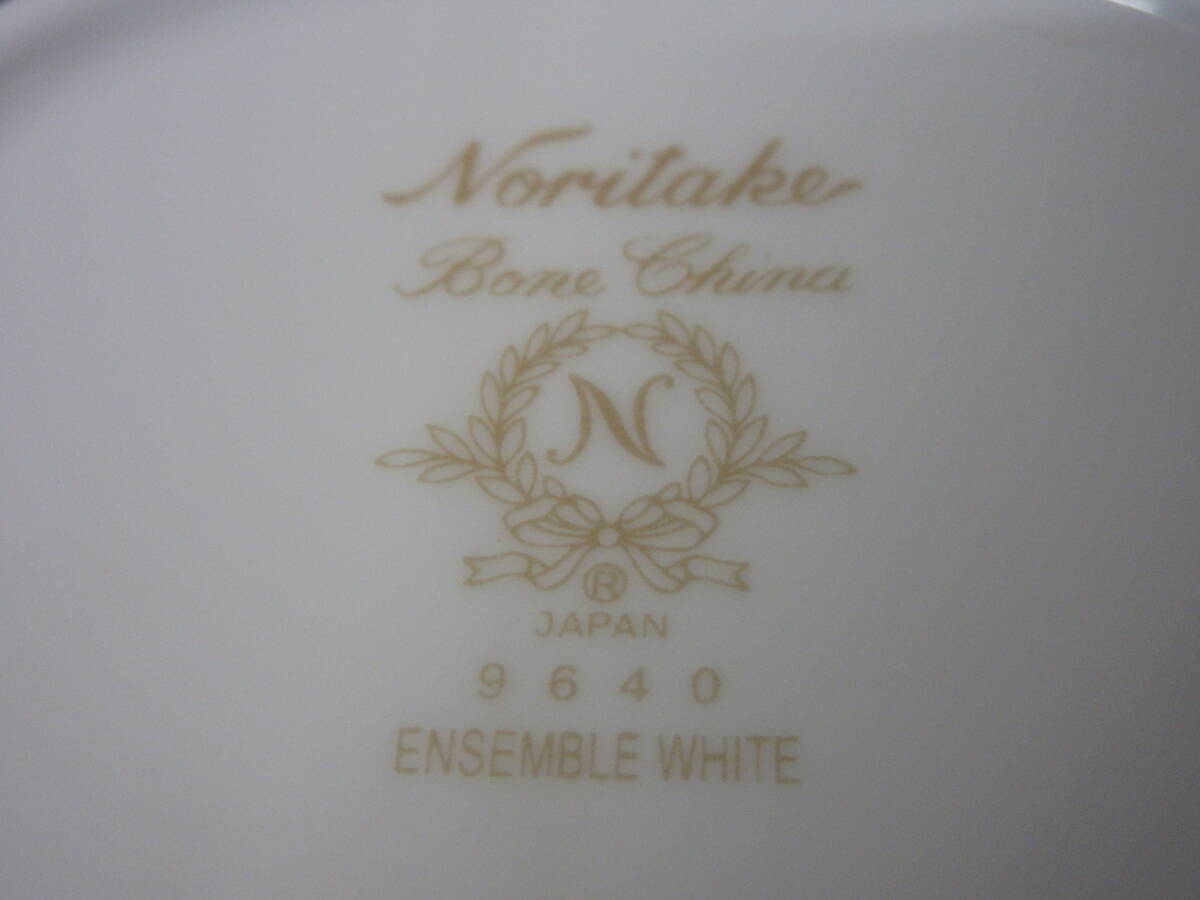 Noritake
Bone China
N
®
JAPAN
9640
ENSEMBLE WHITE